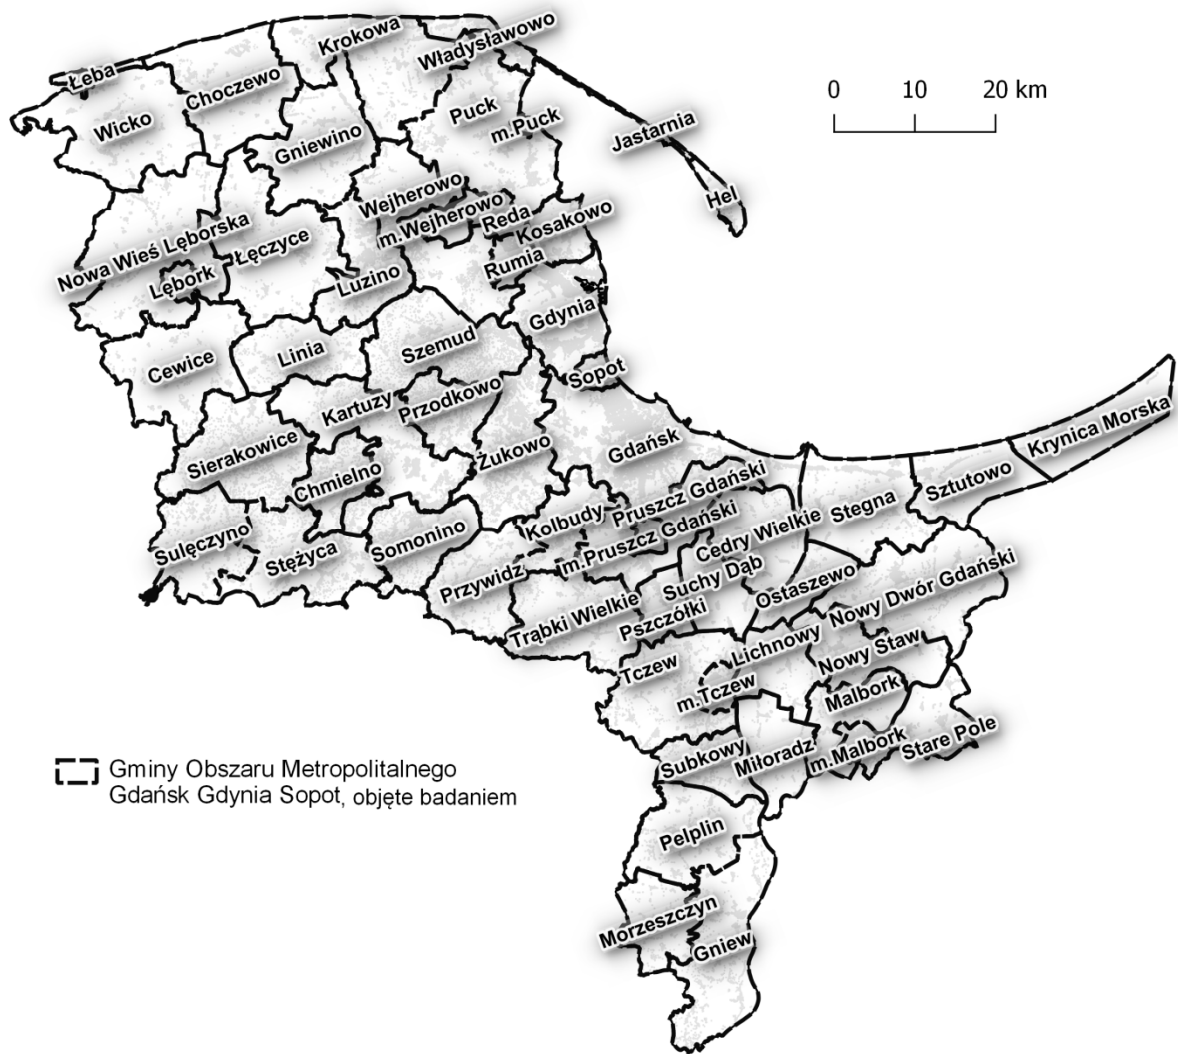 Krokowa
Władysławowo
Łeba
Choczewo
0 10 20 km
Wicko
Puck
m.Puck
Jastarnia
Gniewino
Hel
Wejherowo
m.Wejherowo
Reda
Kosakowo
Nowa Wieś Lęborska
Łęczyce
Rumia
Lębork
Luzino
Gdynia
Cewice
Linia
Szemud
Sopot
Kartuzy
Przodkowo
Krynica Morska
Sierakowice
Żukowo
Gdańsk
Chmielno
Pruszcz Gdański
Sztutowo
Stegna
Sulęczyno
Stężyca
Somonino
Kolbudy
m.Pruszcz Gdański
Cedry Wielkie
Przywidz
Suchy Dąb
Ostaszewo
Nowy Dwór Gdański
Trąbki Wielkie
Pszczółki
Lichnowy
Nowy Staw
Tczew
m.Tczew
Malbork
Subkowy
Miłoradz
m.Malbork
Stare Pole
Gminy Obszaru Metropolitalnego
Gdańsk Gdynia Sopot, objęte badaniem
Pelplin
Morzeszczyn
Gniew